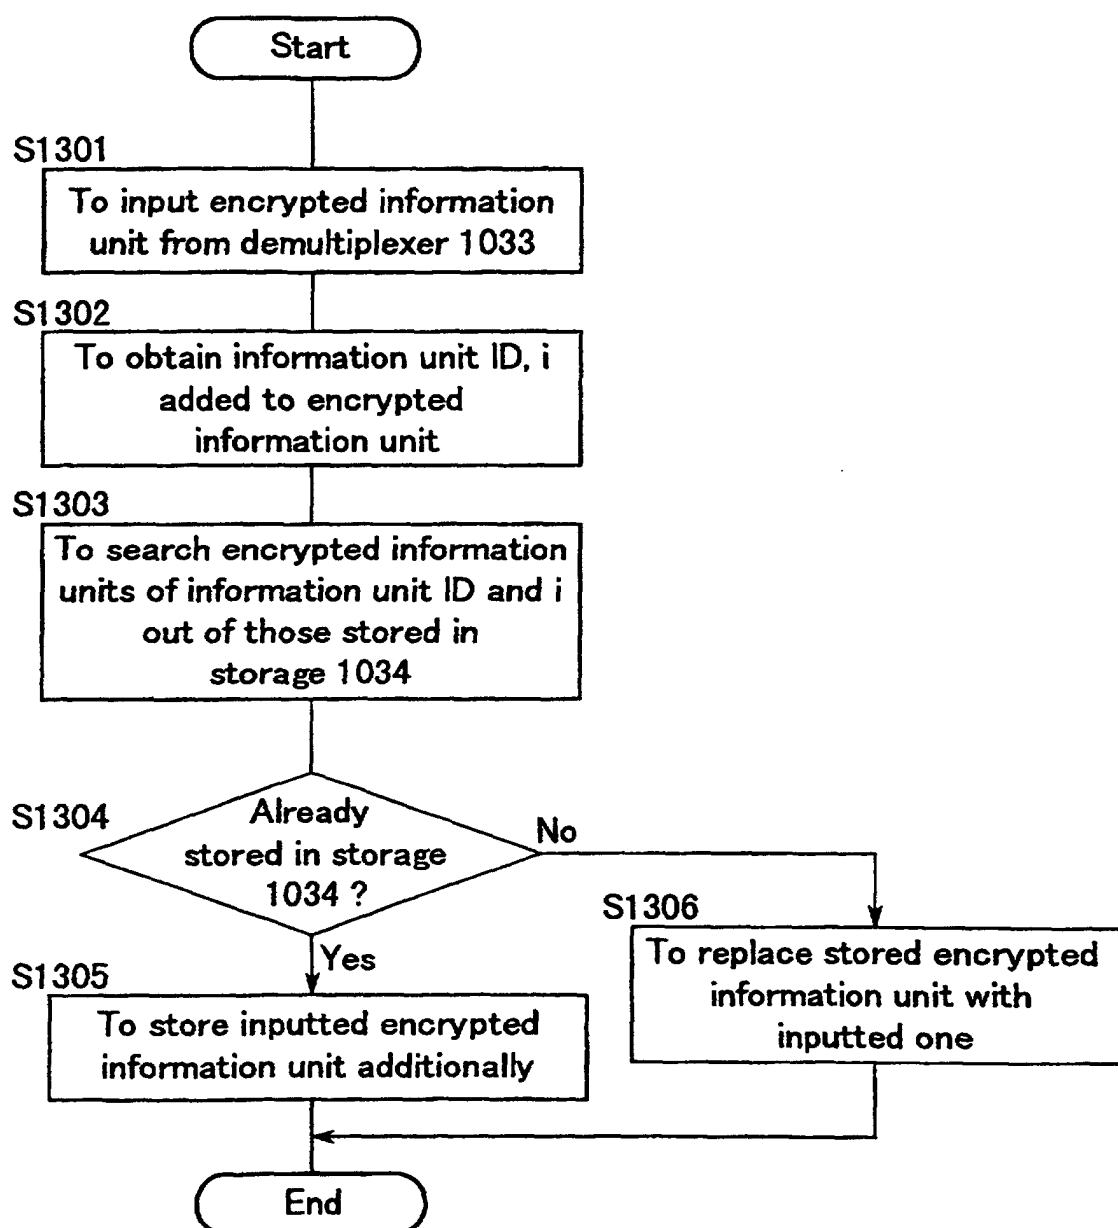 Start
S1301
To input encrypted information
unit from demultiplexer 1033
S1302
To obtain information unit ID, i
added to encrypted
information unit
S1303
To search encrypted information
units of information unit ID and i
out of those stored in
storage 1034
S1304
Already
stored in storage
1034 ?
No
Yes
S1305
To store inputted encrypted
information unit additionally
S1306
To replace stored encrypted
information unit with
inputted one
End